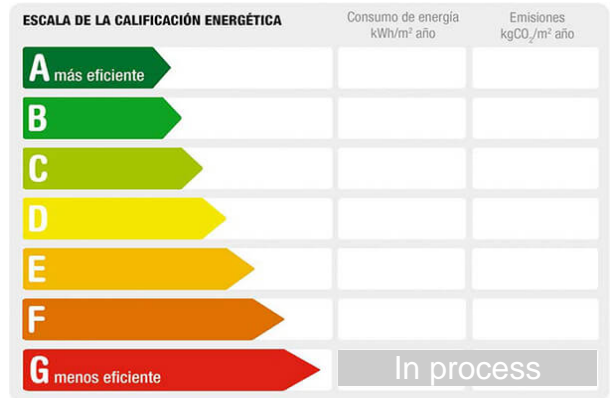 ESCALA DE LA CALIFICACIÓN ENERGÉTICA
Consumo de energía
kWh/m² año
Emisiones
kgCO₂/m² año
A más eficiente
B
C
D
E
F
G menos eficiente
In process